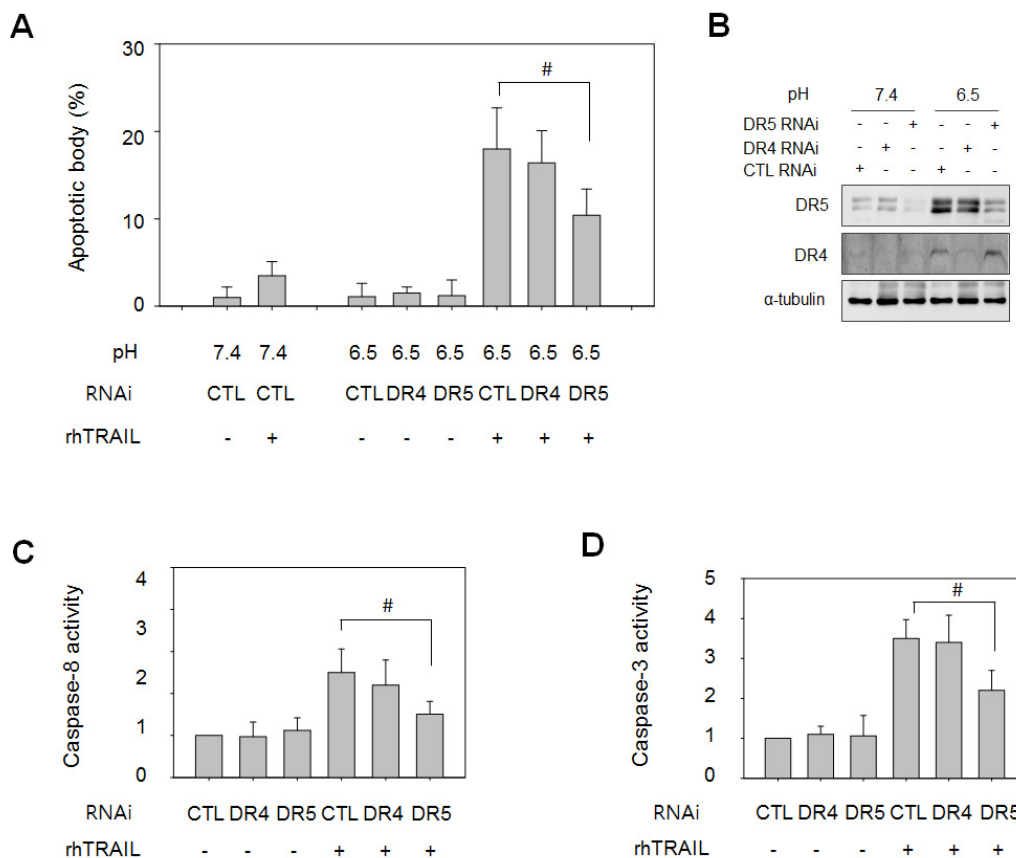 A
30
20
10
0
Apoptotic body (%)
#
pH 7.4 7.4 6.5 6.5 6.5 6.5 6.5 6.5
RNAi CTL CTL CTL DR4 DR5 CTL DR4 DR5
rhTRAIL - + - - - + + +
B
pH 7.4 6.5
DR5 RNAi - - + - - +
DR4 RNAi - + - - + -
CTL RNAi + - - + - -
DR5
DR4
α-tubulin
C
4
3
2
1
0
Caspase-8 activity
#
RNAi CTL DR4 DR5 CTL DR4 DR5
rhTRAIL - - - + + +
D
5
4
3
2
1
0
Caspase-3 activity
#
RNAi CTL DR4 DR5 CTL DR4 DR5
rhTRAIL - - - + + +